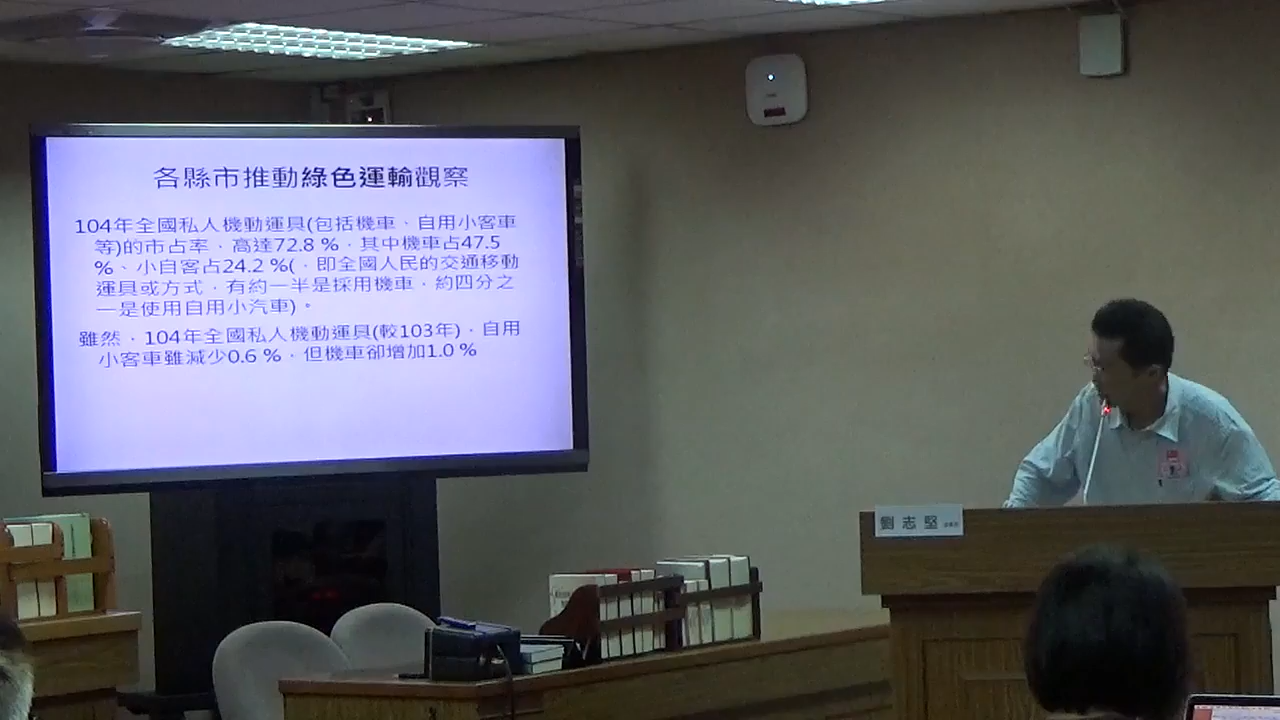 各縣市推動綠色運輸觀察
104年全國私人機動運具(包括機車、自用小客車
等)的市占率，高達72.8 %，其中機車占47.5
%、小自客占24.2 %(，即全國人民的交通移動
運具或方式，有約一半是採用機車，約四分之
一是使用自用小汽車)。
雖然，104年全國私人機動運具(較103年)，自用
小客車雖減少0.6 %，但機車卻增加1.0 %
劉志堅